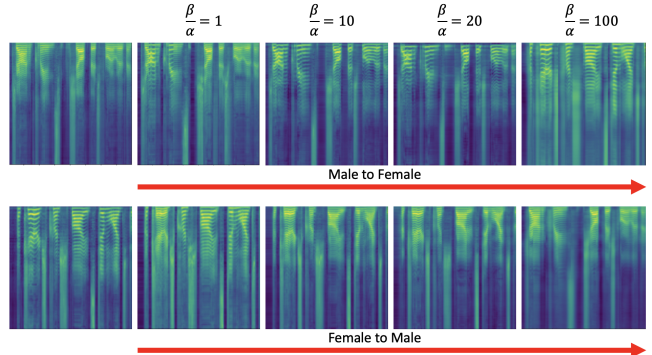 β/α = 1
β/α = 10
β/α = 20
β/α = 100
Male to Female
Female to Male